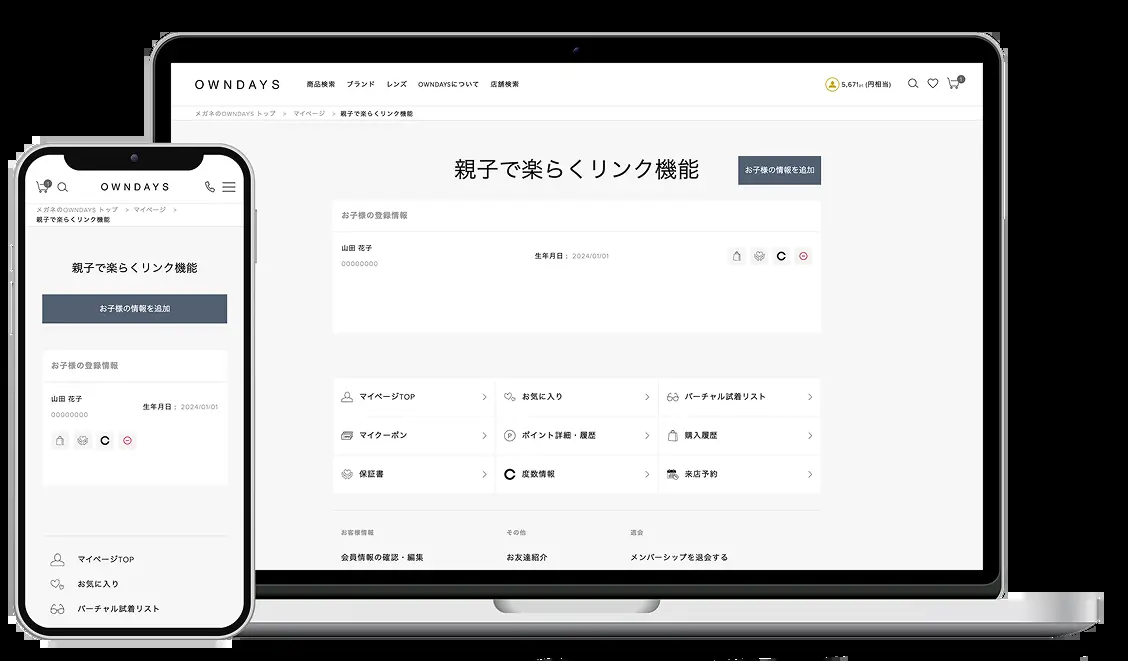 OWNDAYS
商品検索 ブランド レンズ OWNDAYSについて 店舗検索
5,671pt (円相当)
メガネのOWNDAYS トップ > マイページ > 親子で楽らくリンク機能
親子で楽らくリンク機能
お子様の情報を追加
お子様の登録情報
山田 花子
00000000
生年月日： 2024/01/01
マイページTOP
お気に入り
バーチャル試着リスト
マイクーポン
ポイント詳細・履歴
購入履歴
保証書
度数情報
来店予約
お客様情報
その他
退会
会員情報の確認・編集
お友達紹介
メンバーシップを退会する
OWNDAYS
メガネのOWNDAYS トップ > マイページ >
親子で楽らくリンク機能
親子で楽らくリンク機能
お子様の情報を追加
お子様の登録情報
山田 花子
00000000
生年月日： 2024/01/01
マイページTOP
お気に入り
バーチャル試着リスト